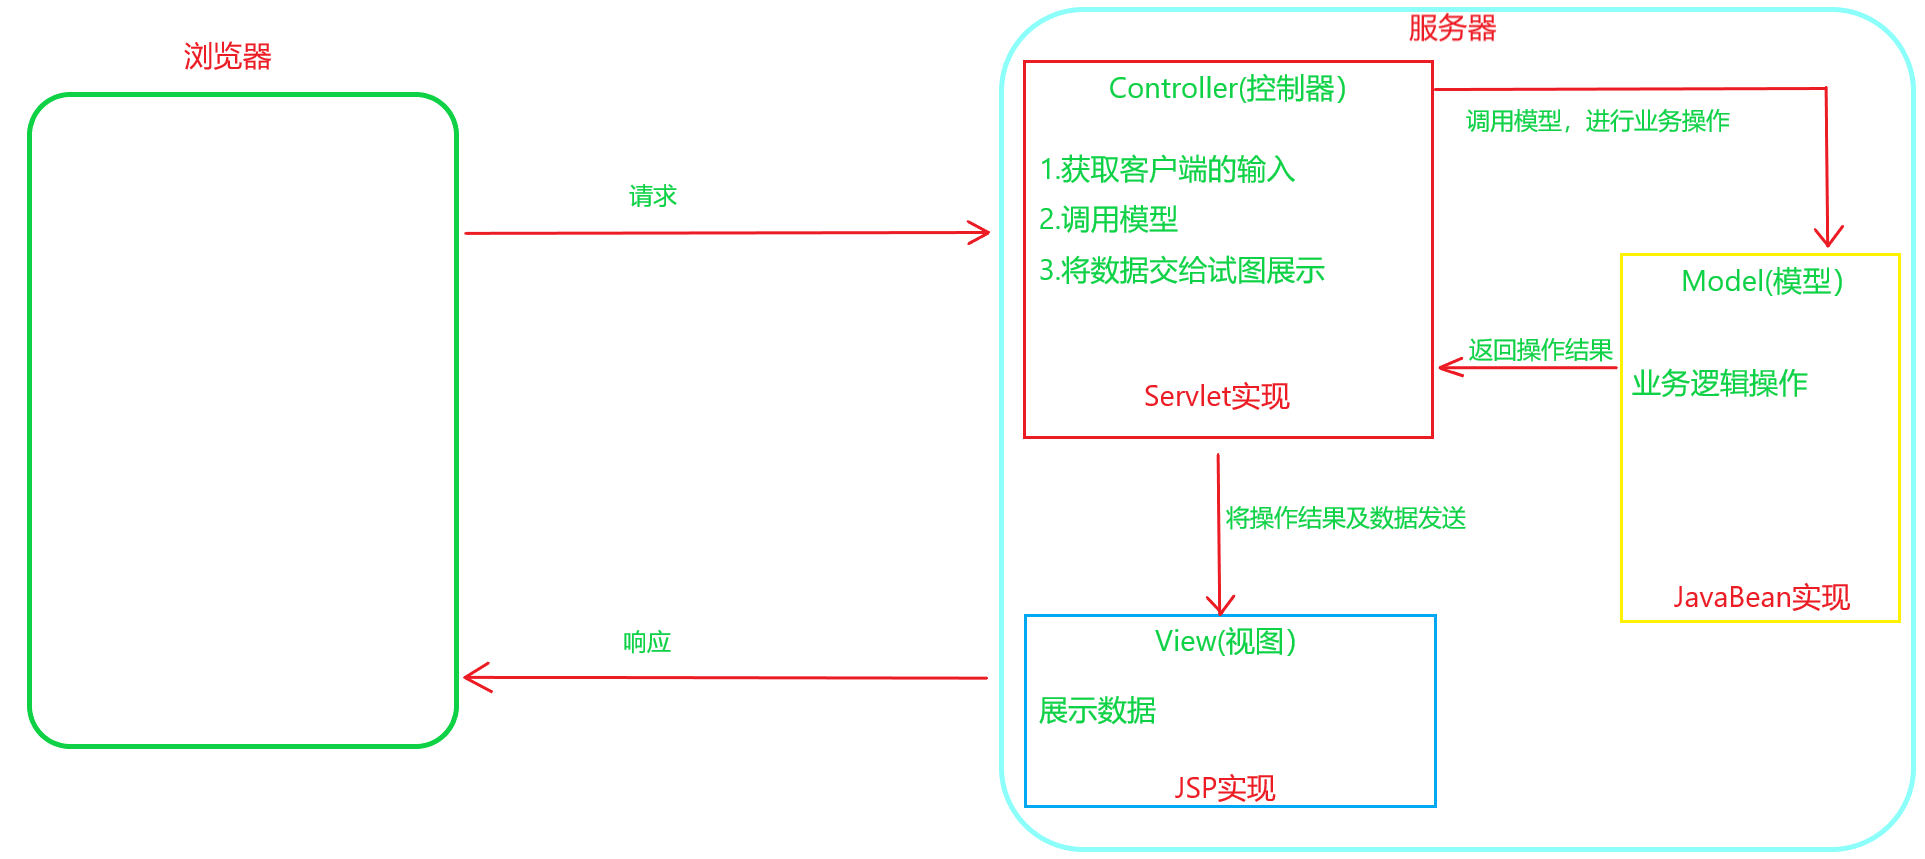 浏览器
服务器
Controller(控制器）
调用模型，进行业务操作
1.获取客户端的输入
请求
2.调用模型
3.将数据交给试图展示
Model(模型）
返回操作结果
业务逻辑操作
Servlet实现
将操作结果及数据发送
JavaBean实现
响应
View(视图）
展示数据
JSP实现